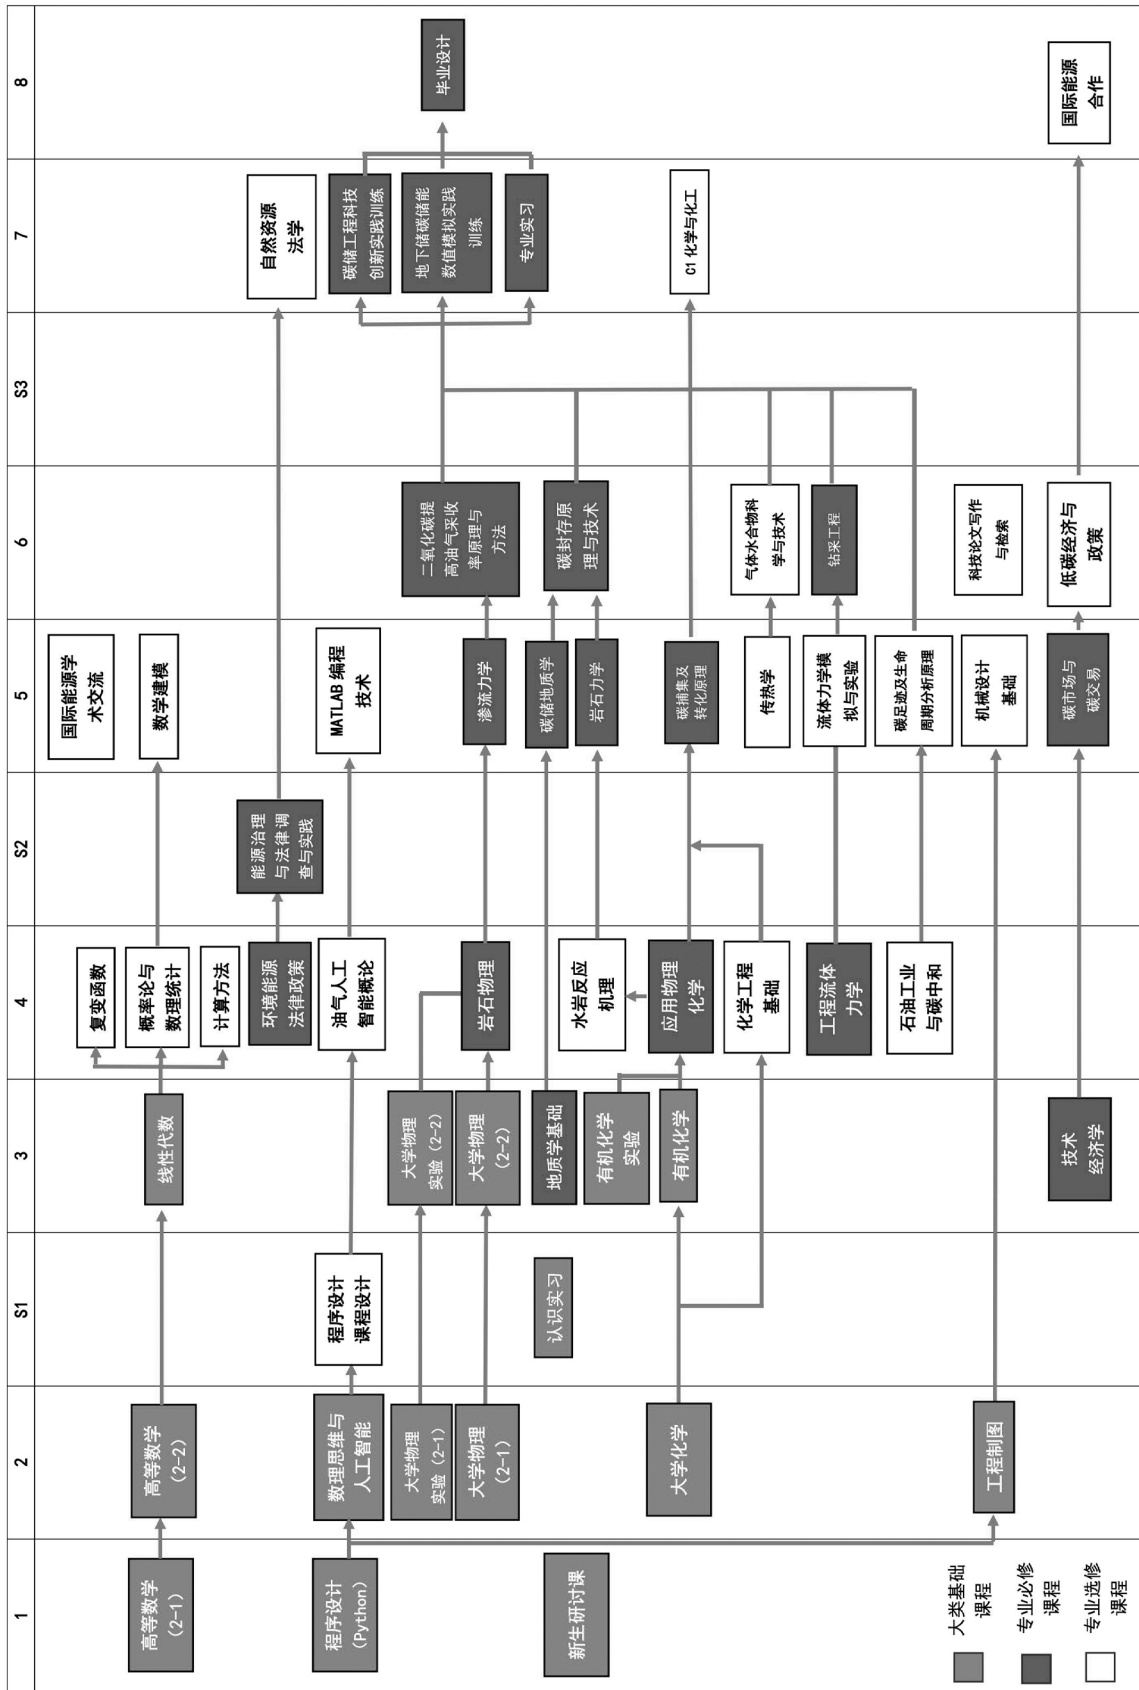 1
2
S1
3
4
S2
5
6
S3
7
8
高等数学
(2-1)
程序设计
(Python)
新生研讨课
高等数学
(2-2)
数理思维与
人工智能
大学物理
实验 (2-1)
大学物理
(2-1)
大学化学
工程制图
程序设计
课程设计
认识实习
线性代数
大学物理
实验 (2-2)
大学物理
(2-2)
地质学基础
有机化学
实验
有机化学
技术
经济学
复变函数
概率论与
数理统计
计算方法
环境能源
法律政策
油气人工
智能概论
岩石物理
水岩反应
机理
应用物理
化学
化学工程
基础
工程流体
力学
石油工业
与碳中和
能源治理
与法律调
查与实践
国际能源学
术交流
数学建模
MATLAB 编程
技术
渗流力学
碳储地质学
岩石力学
碳捕集及
转化原理
传热学
流体力学模
拟与实验
碳足迹及生命
周期分析原理
机械设计
基础
碳市场与
碳交易
二氧化碳提
高油气采收
率原理与
方法
碳封存原
理与技术
气体水合物科
学与技术
钻采工程
科技论文写作
与检索
低碳经济与
政策
自然资源
法学
碳储工程科技
创新实践训练
地下储碳储能
数值模拟实践
训练
专业实习
C1 化学与化工
毕业设计
国际能源
合作
大类基础
课程
专业必修
课程
专业选修
课程